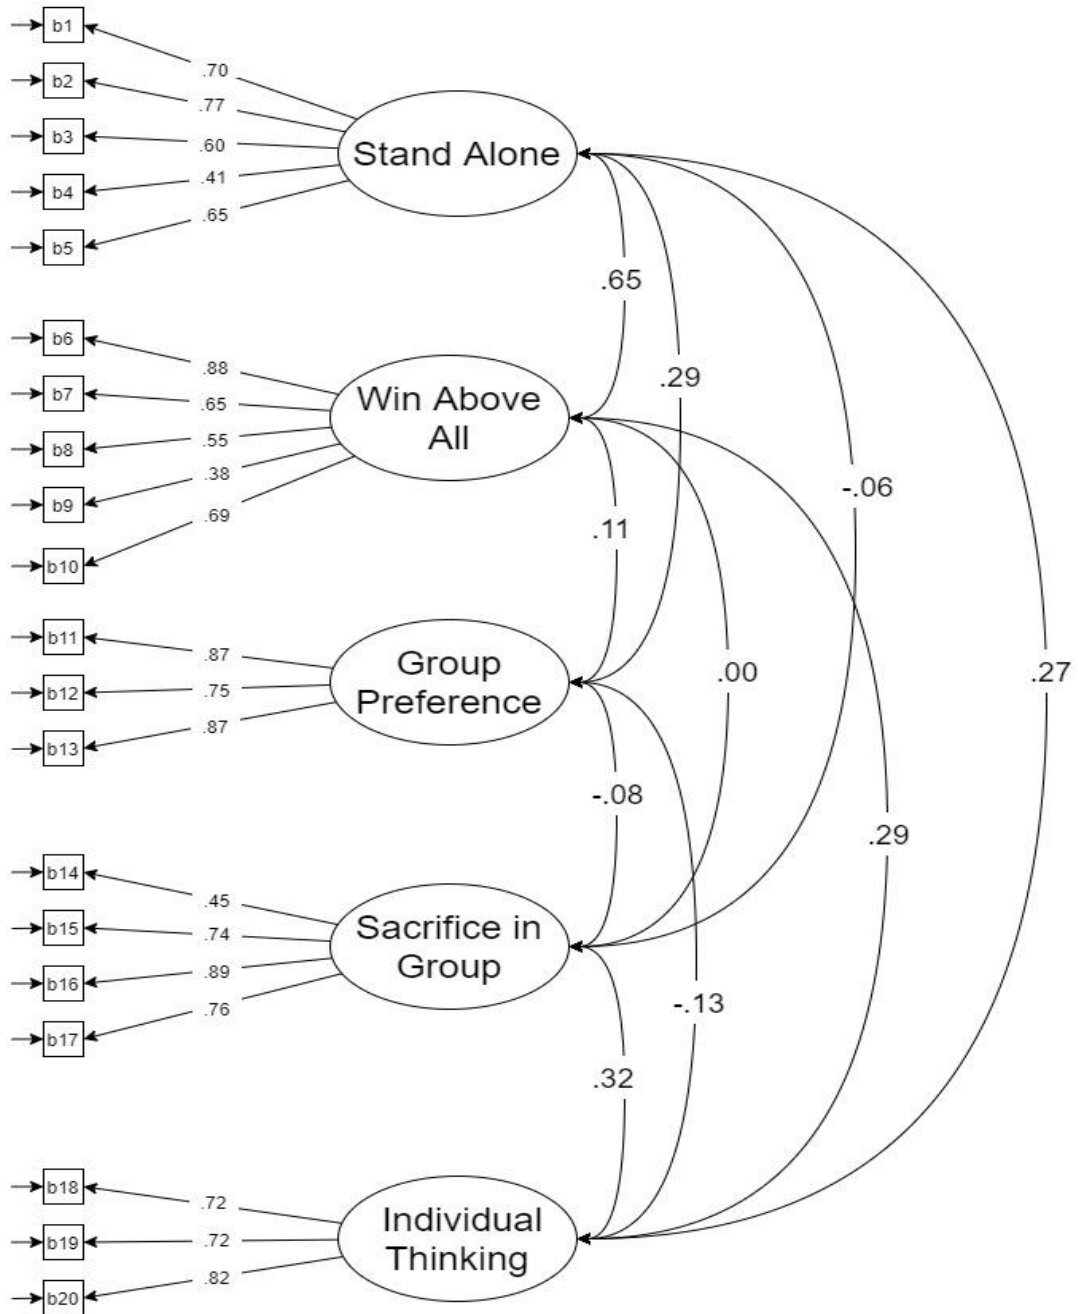 b1
.70
b2
.77
b3
.60
Stand Alone
b4
.41
b5
.65
.65
b6
.88
b7
.65
.29
Win Above
All
b8
.55
b9
.38
-.06
b10
.69
.11
b11
.87
Group
Preference
.00
.27
b12
.75
b13
.87
-.08
.29
b14
.45
b15
.74
Sacrifice in
Group
b16
.89
b17
.76
-.13
.32
b18
.72
Individual
Thinking
b19
.72
b20
.82